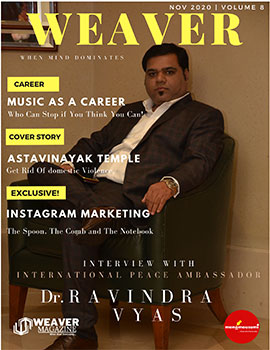 NOV 2020 | VOLUME 8
WEAVER
WHEN MIND DOMINATES
CAREER
MUSIC AS A CAREER
Who Can Stop if You Think You Can!
COVER STORY
ASTAVINAYAK TEMPLE
Get Rid Of domestic Violence
EXCLUSIVE!
INSTAGRAM MARKETING
The Spoon, The Comb and The Notebook
INTERVIEW WITH
INTERNATIONAL PEACE AMBASSADOR
Dr. RAVINDRA
VYAS
WEAVER
MAGAZINE